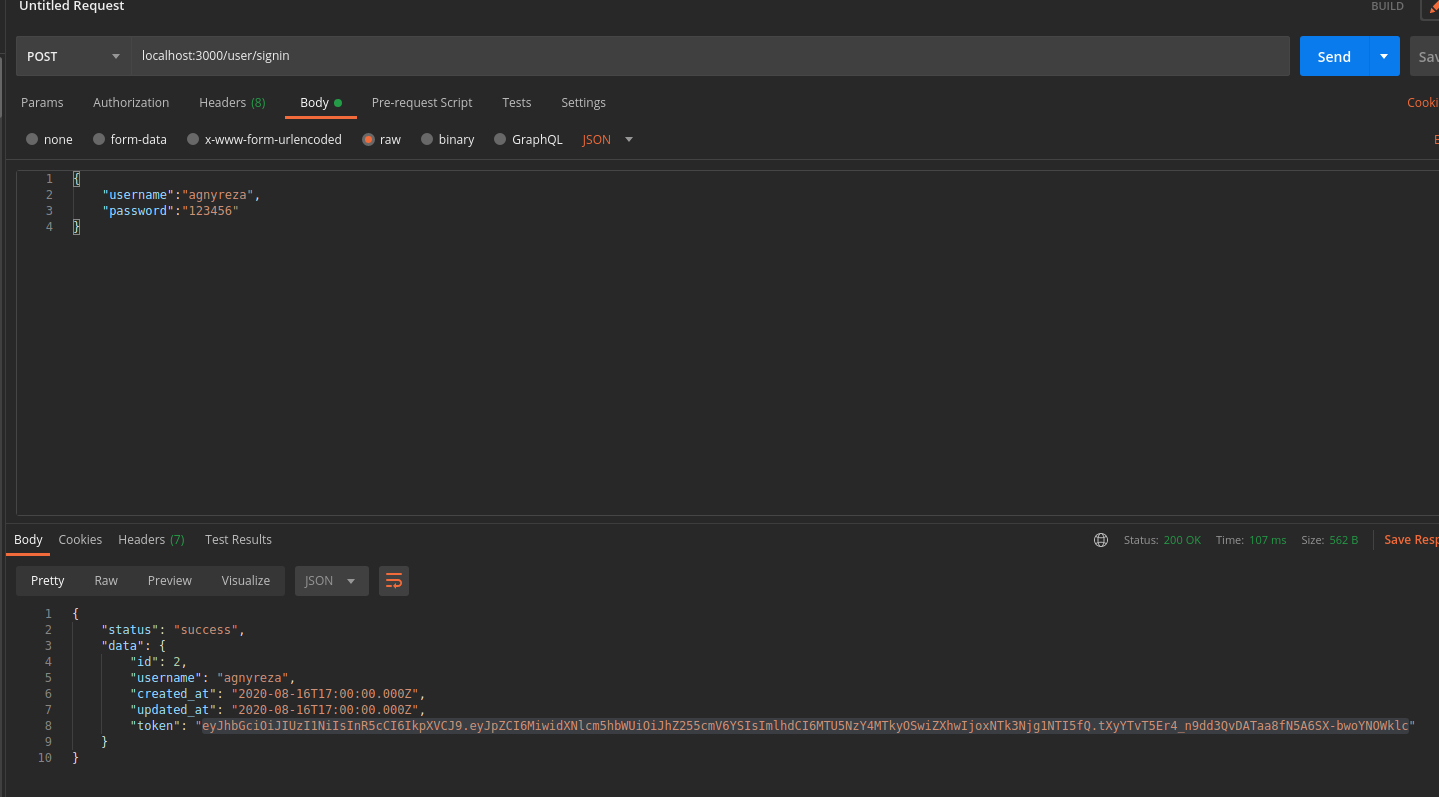 Untitled Request
BUILD
POST
localhost:3000/user/signin
Send
Sav
Params Authorization Headers (8) Body Pre-request Script Tests Settings
Cooki
none form-data x-www-form-urlencoded raw binary GraphQL JSON
1 {
2 "username":"agnyreza",
3 "password":"123456"
4 }
Body Cookies Headers (7) Test Results
Status: 200 OK Time: 107 ms Size: 562 B
Save Resp
Pretty Raw Preview Visualize JSON
1 {
2 "status": "success",
3 "data": {
4 "id": 2,
5 "username": "agnyreza",
6 "created_at": "2020-08-16T17:00:00.000Z",
7 "updated_at": "2020-08-16T17:00:00.000Z",
8 "token": "eyJhbGciOiJIUzI1NiIsInR5cCI6IkpXVCJ9.eyJpZCI6MiwidXNlcm5hbWUiOiJhZ255cmV6YSIsImlhdCI6MTU5NzY4MTkyOSwiZXhwIjoxNTk3Njg1NTI5fQ.tXyYTvT5Er4_n9dd3QvDATaa8fN5A6SX-bwoYNOWklc"
9 }
10 }